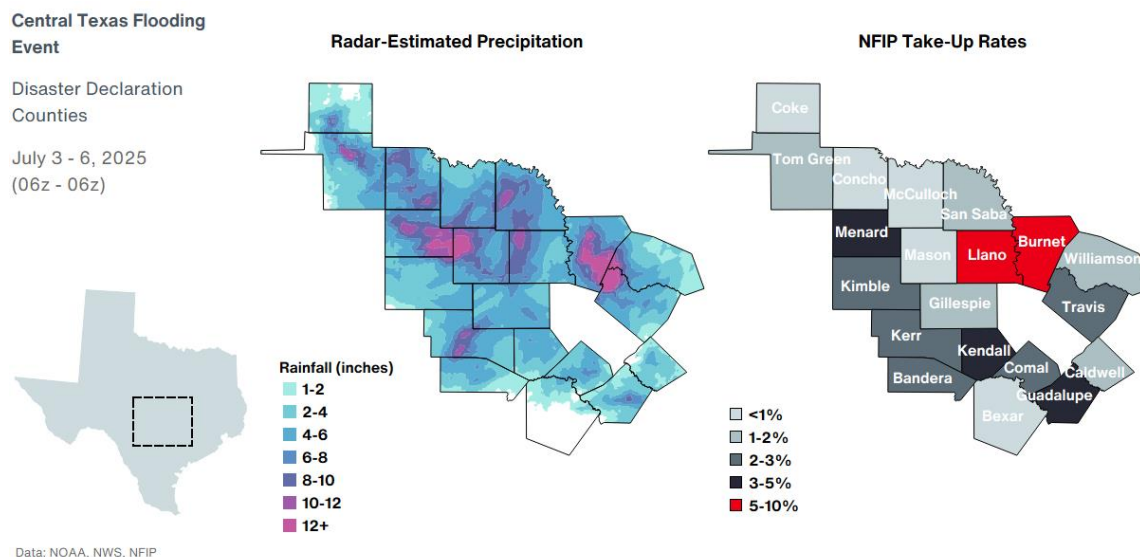 Central Texas Flooding
Event
Disaster Declaration
Counties
July 3 - 6, 2025
(06z - 06z)
Radar-Estimated Precipitation
NFIP Take-Up Rates
Coke
Tom Green
Concho
McCulloch
San Saba
Menard
Mason
Llano
Burnet
Williamson
Kimble
Gillespie
Travis
Kerr
Kendall
Bandera
Comal
Caldwell
Guadalupe
Bexar
Rainfall (inches)
1-2
2-4
4-6
6-8
8-10
10-12
12+
<1%
1-2%
2-3%
3-5%
5-10%
Data: NOAA, NWS, NFIP